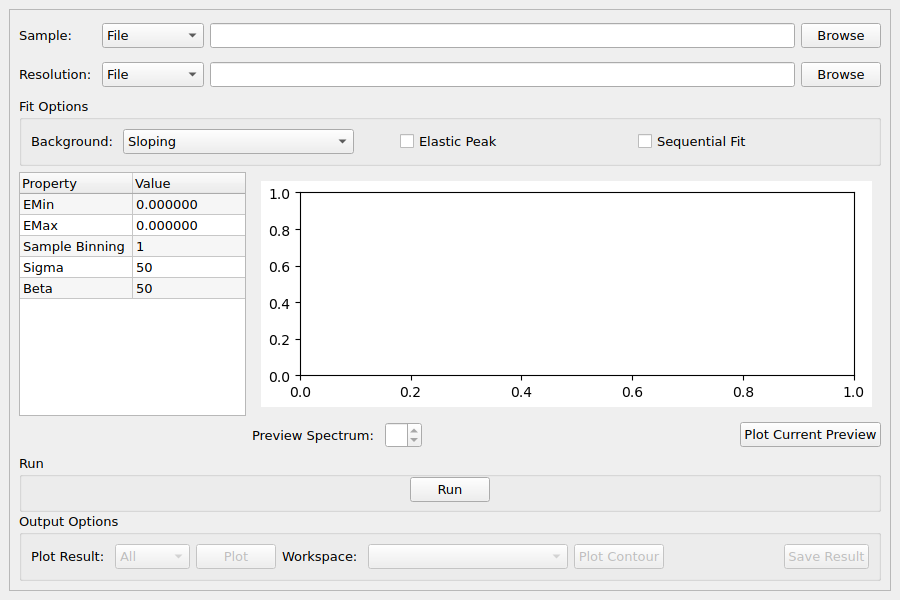 Sample: File Browse
Resolution: File Browse
Fit Options
Background: Sloping Elastic Peak Sequential Fit
Property Value
EMin 0.000000
EMax 0.000000
Sample Binning 1
Sigma 50
Beta 50
1.0
0.8
0.6
0.4
0.2
0.0
0.0 0.2 0.4 0.6 0.8 1.0
Preview Spectrum: Plot Current Preview
Run
Run
Output Options
Plot Result: All Plot Workspace: Plot Contour Save Result